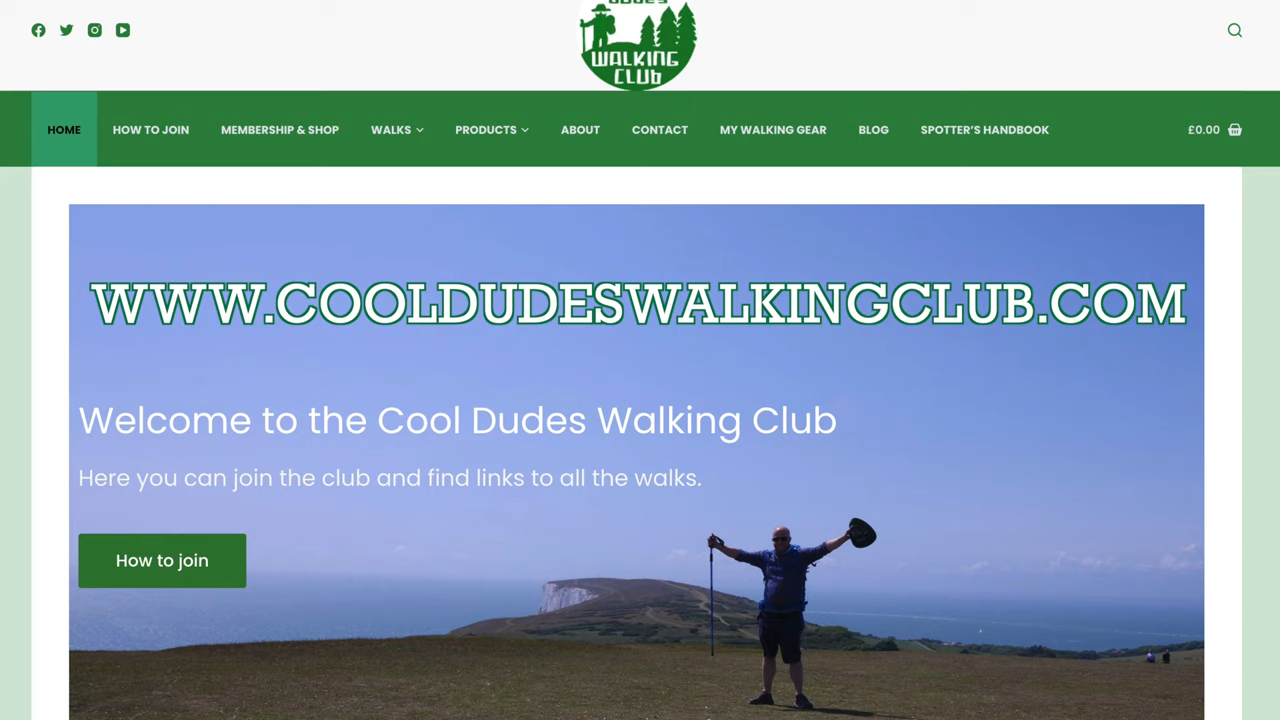 DUDES
WALKING
CLUB
HOME
HOW TO JOIN
MEMBERSHIP & SHOP
WALKS
PRODUCTS
ABOUT
CONTACT
MY WALKING GEAR
BLOG
SPOTTER’S HANDBOOK
£0.00
WWW.COOLDUDESWALKINGCLUB.COM
Welcome to the Cool Dudes Walking Club
Here you can join the club and find links to all the walks.
How to join